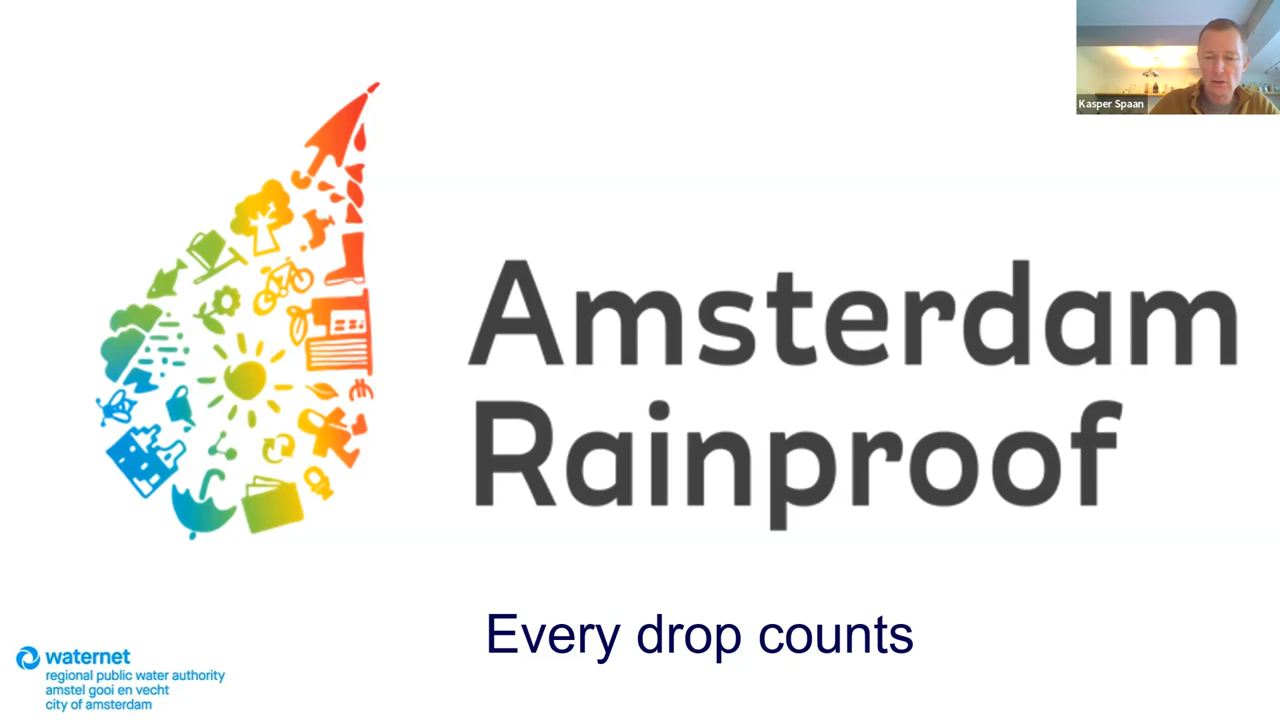 Kasper Spaan
Amsterdam
Rainproof
€
Every drop counts
waternet
regional public water authority
amstel gooi en vecht
city of amsterdam